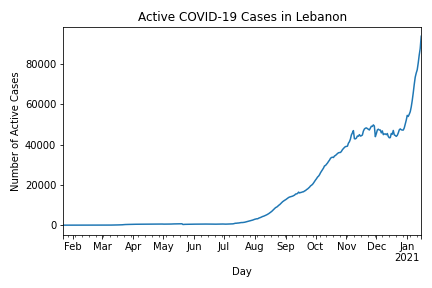 Active COVID-19 Cases in Lebanon
Number of Active Cases
80000
60000
40000
20000
0
Feb Mar Apr May Jun Jul Aug Sep Oct Nov Dec Jan
2021
Day